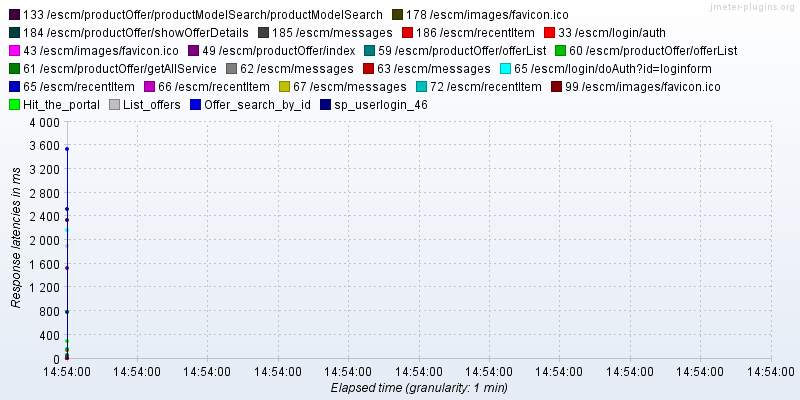 jmeter-plugins.org
133 /escm/productOffer/productModelSearch/productModelSearch 178 /escm/images/favicon.ico
184 /escm/productOffer/showOfferDetails 185 /escm/messages 186 /escm/recentItem 33 /escm/login/auth
43 /escm/images/favicon.ico 49 /escm/productOffer/index 59 /escm/productOffer/offerList 60 /escm/productOffer/offerList
61 /escm/productOffer/getAllService 62 /escm/messages 63 /escm/messages 65 /escm/login/doAuth?id=loginform
65 /escm/recentItem 66 /escm/recentItem 67 /escm/messages 72 /escm/recentItem 99 /escm/images/favicon.ico
Hit_the_portal List_offers Offer_search_by_id sp_userlogin_46
4 000
3 600
3 200
2 800
2 400
2 000
1 600
1 200
800
400
0
Response latencies in ms
14:54:00 14:54:00 14:54:00 14:54:00 14:54:00 14:54:00 14:54:00 14:54:00 14:54:00 14:54:00 14:54:00
Elapsed time (granularity: 1 min)